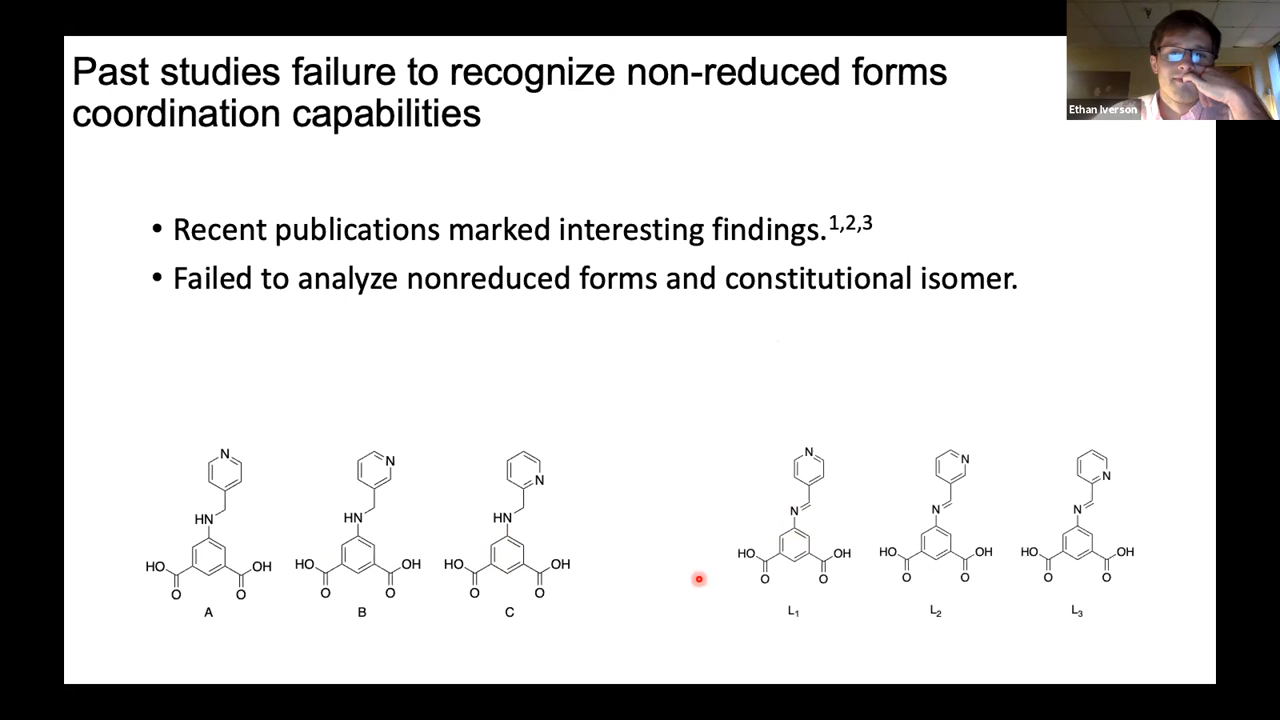 Past studies failure to recognize non-reduced forms
coordination capabilities
Ethan Iverson
• Recent publications marked interesting findings.1,2,3
• Failed to analyze nonreduced forms and constitutional isomer.
N N N N N N
HN HN HN N N N
HO OH HO OH HO OH HO OH HO OH HO OH
O O O O O O O O O O O O
A B C L1 L2 L3